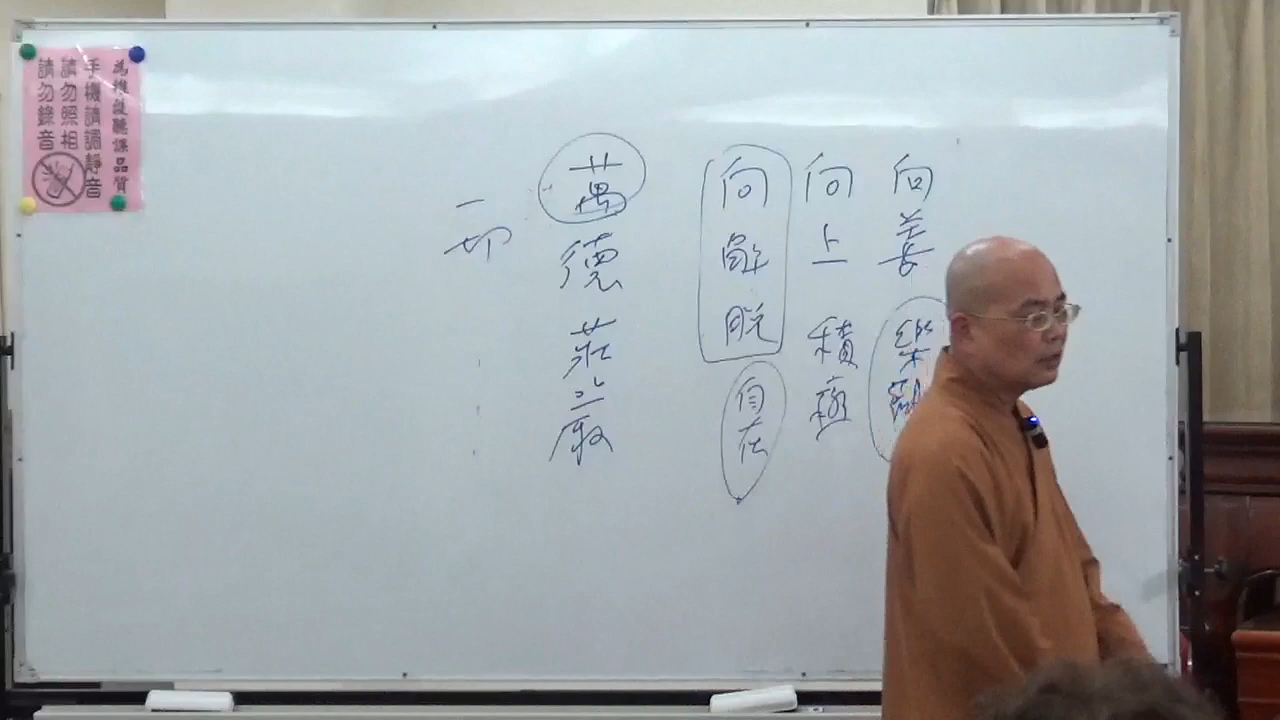 向善 樂觀
向上 積極
向解脫 自在
萬德莊嚴
一切
為維護聽課品質
手機請調靜音
請勿照相
請勿錄音